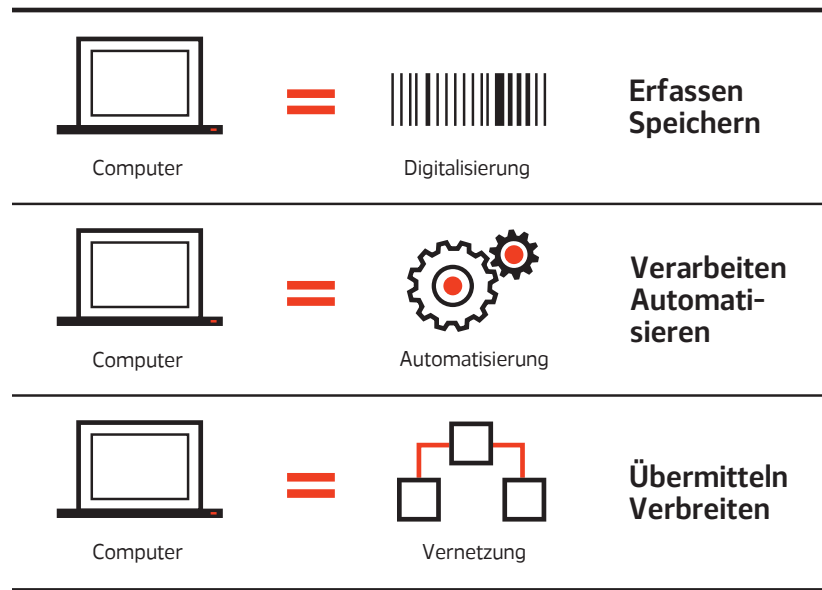 Erfassen
Speichern
Computer
Digitalisierung
Verarbeiten
Automati-
sieren
Computer
Automatisierung
Übermitteln
Verbreiten
Computer
Vernetzung